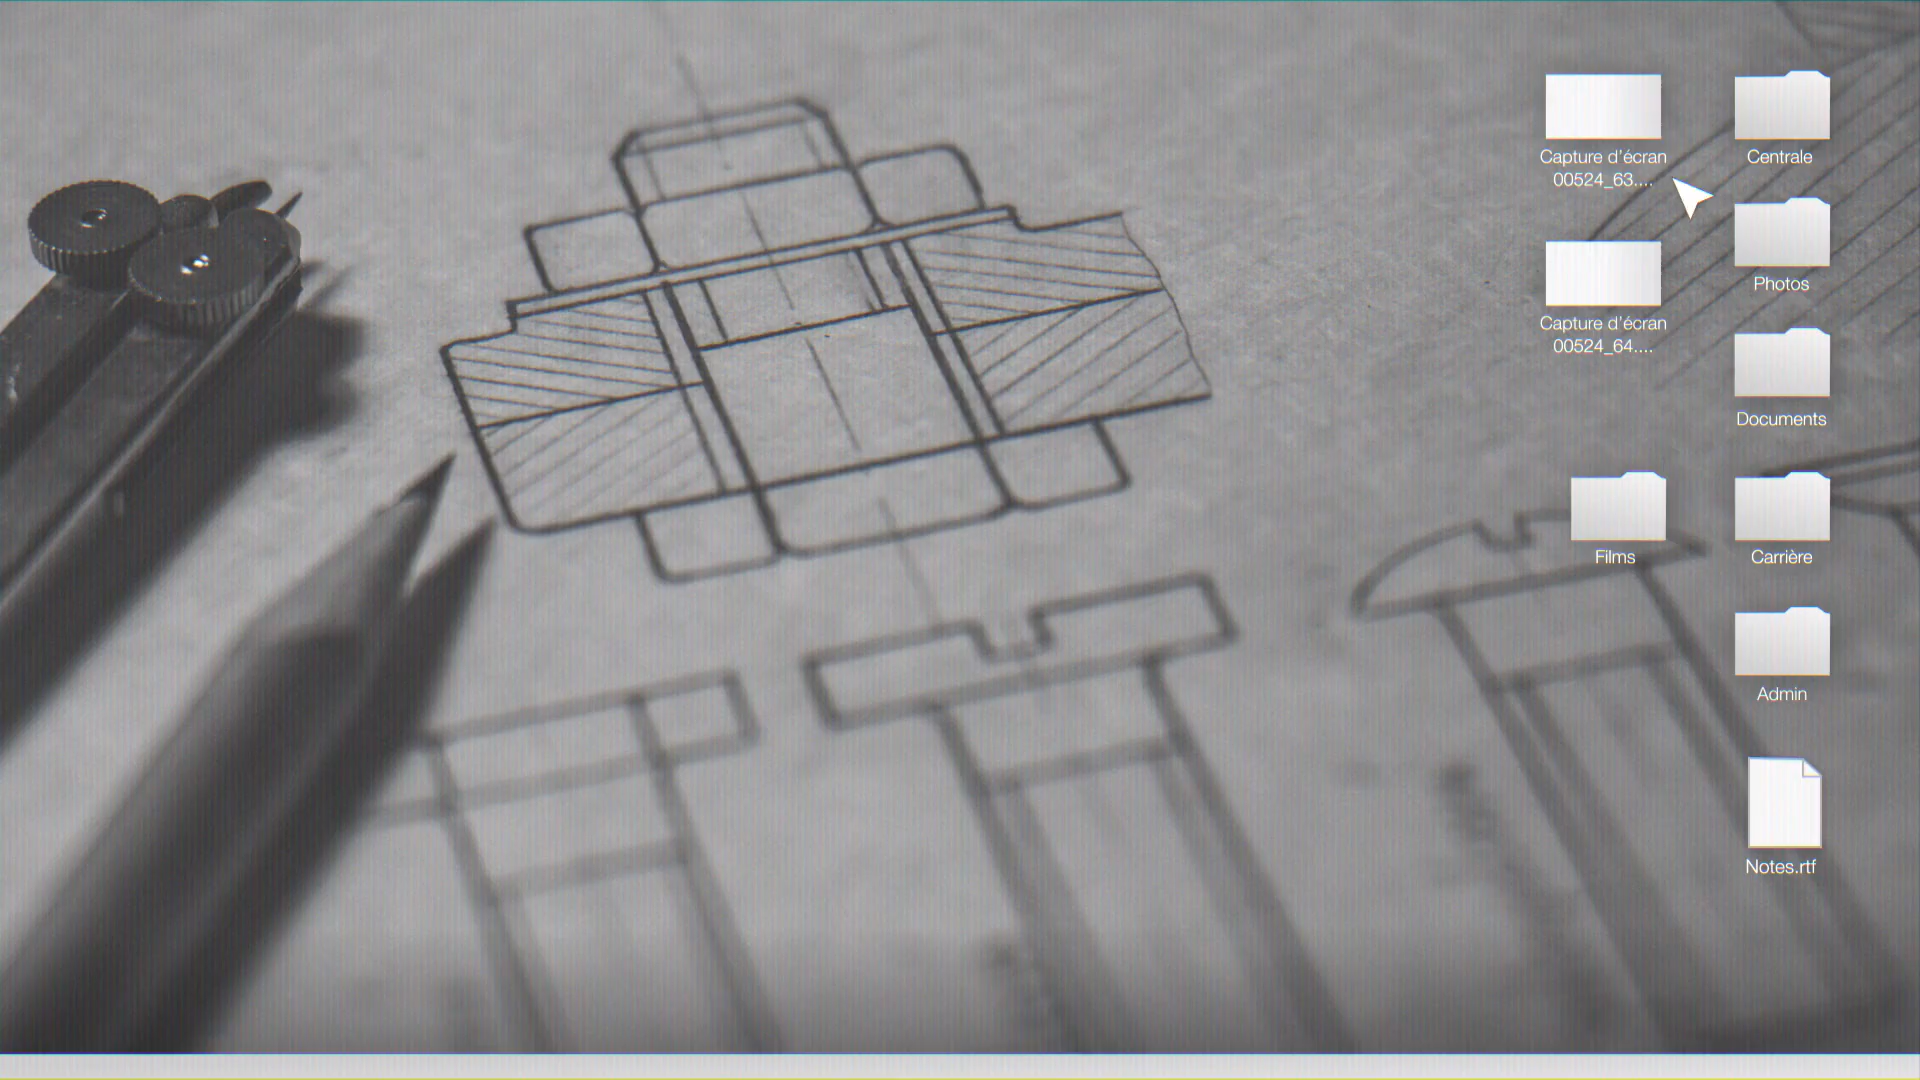 Capture d'écran
00524_63....
Centrale
Photos
Capture d'écran
00524_64....
Documents
Films
Carrière
Admin
Notes.rtf